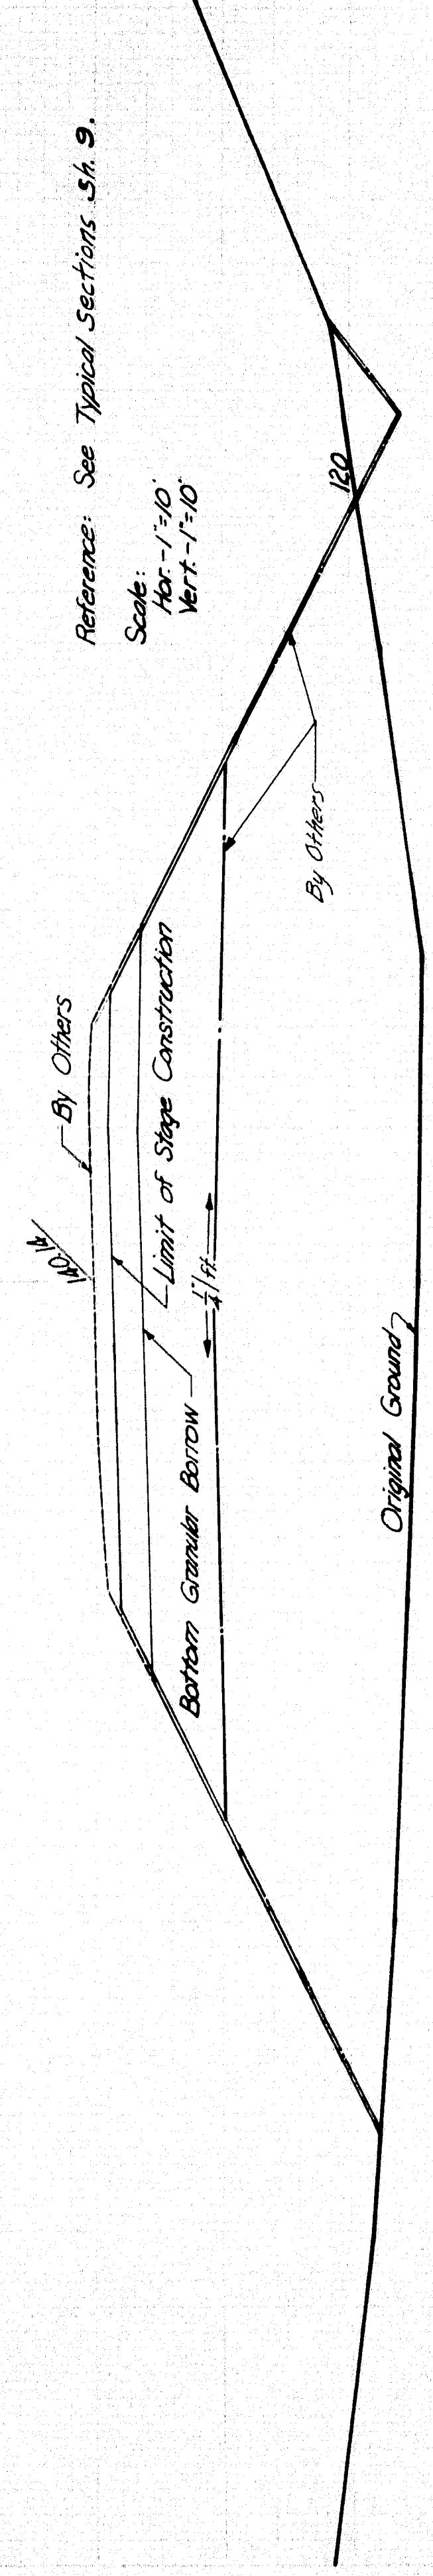 Reference: See Typical Sections Sh. 9.
Scale:
Hor. - 1"=10'
Vert. - 1"=10'
120
By Others
By Others
140.14
Limit of Stage Construction
1/4"/ft.
Bottom Granular Borrow
Original Ground